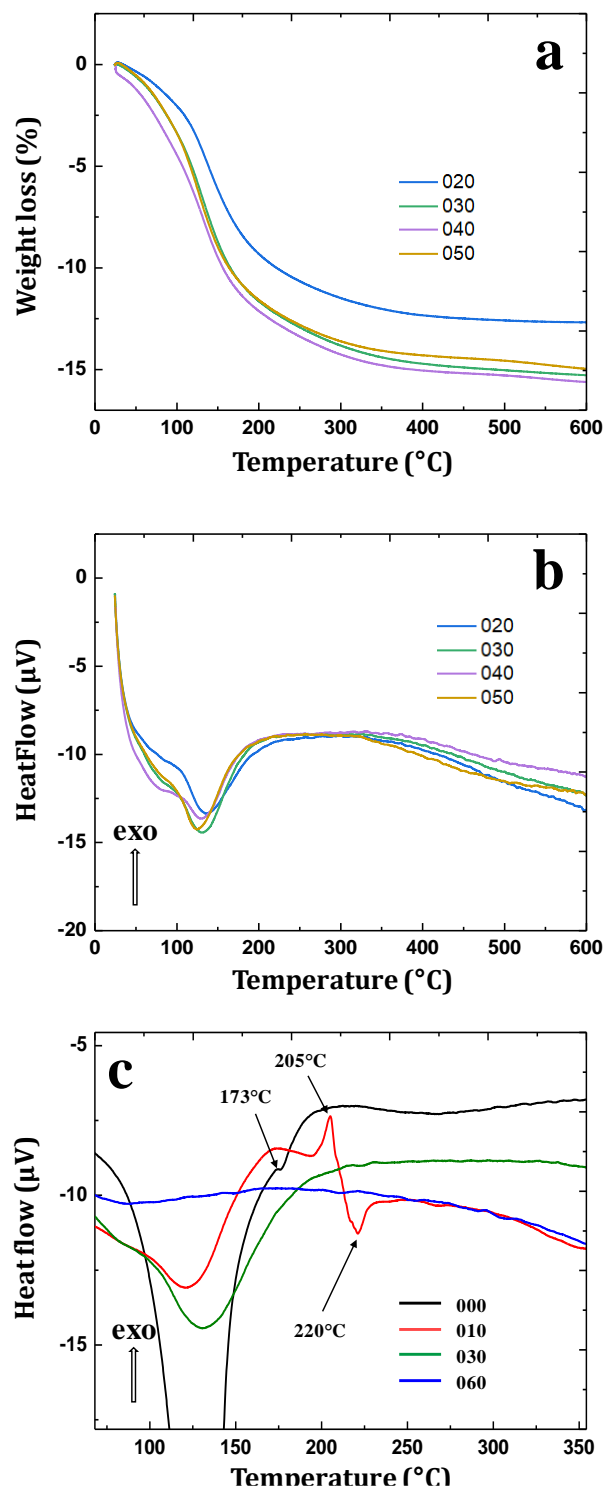 a
0
-5
-10
-15
Weight loss (%)
020
030
040
050
0 100 200 300 400 500 600
Temperature (°C)
b
0
-5
-10
-15
-20
HeatFlow (µV)
020
030
040
050
exo
0 100 200 300 400 500 600
Temperature (°C)
c
-5
-10
-15
Heat flow (µV)
205°C
173°C
220°C
exo
000
010
030
060
100 150 200 250 300 350
Temperature (°C)